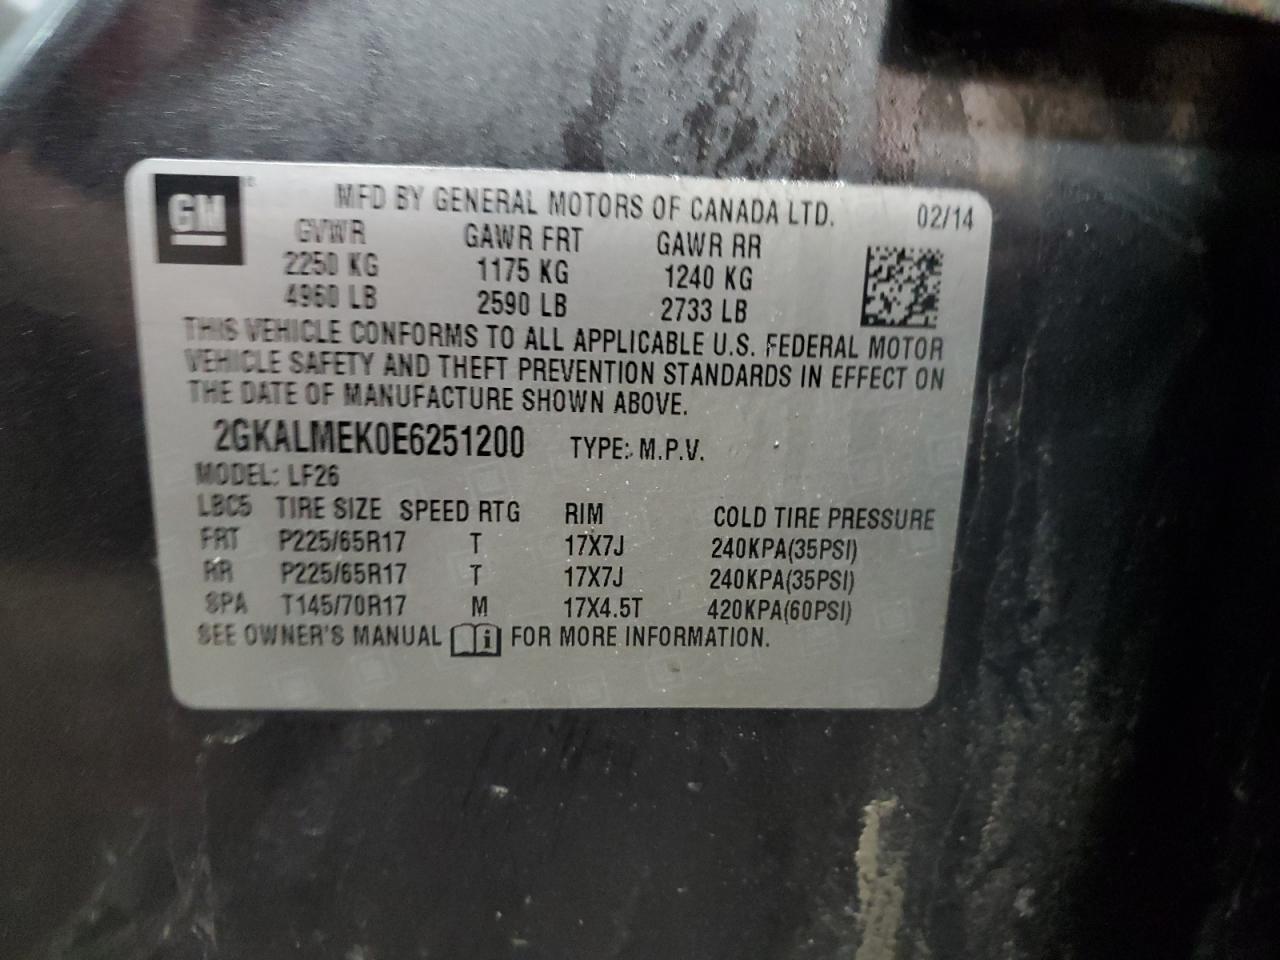 GM
MFD BY GENERAL MOTORS OF CANADA LTD. 02/14
GVWR GAWR FRT GAWR RR
2250 KG 1175 KG 1240 KG
4960 LB 2590 LB 2733 LB
THIS VEHICLE CONFORMS TO ALL APPLICABLE U.S. FEDERAL MOTOR
VEHICLE SAFETY AND THEFT PREVENTION STANDARDS IN EFFECT ON
THE DATE OF MANUFACTURE SHOWN ABOVE.
2GKALMEK0E6251200 TYPE: M.P.V.
MODEL: LF26
LBC5 TIRE SIZE SPEED RTG RIM COLD TIRE PRESSURE
FRT P225/65R17 T 17X7J 240KPA(35PSI)
RR P225/65R17 T 17X7J 240KPA(35PSI)
SPA T145/70R17 M 17X4.5T 420KPA(60PSI)
SEE OWNER'S MANUAL i FOR MORE INFORMATION.